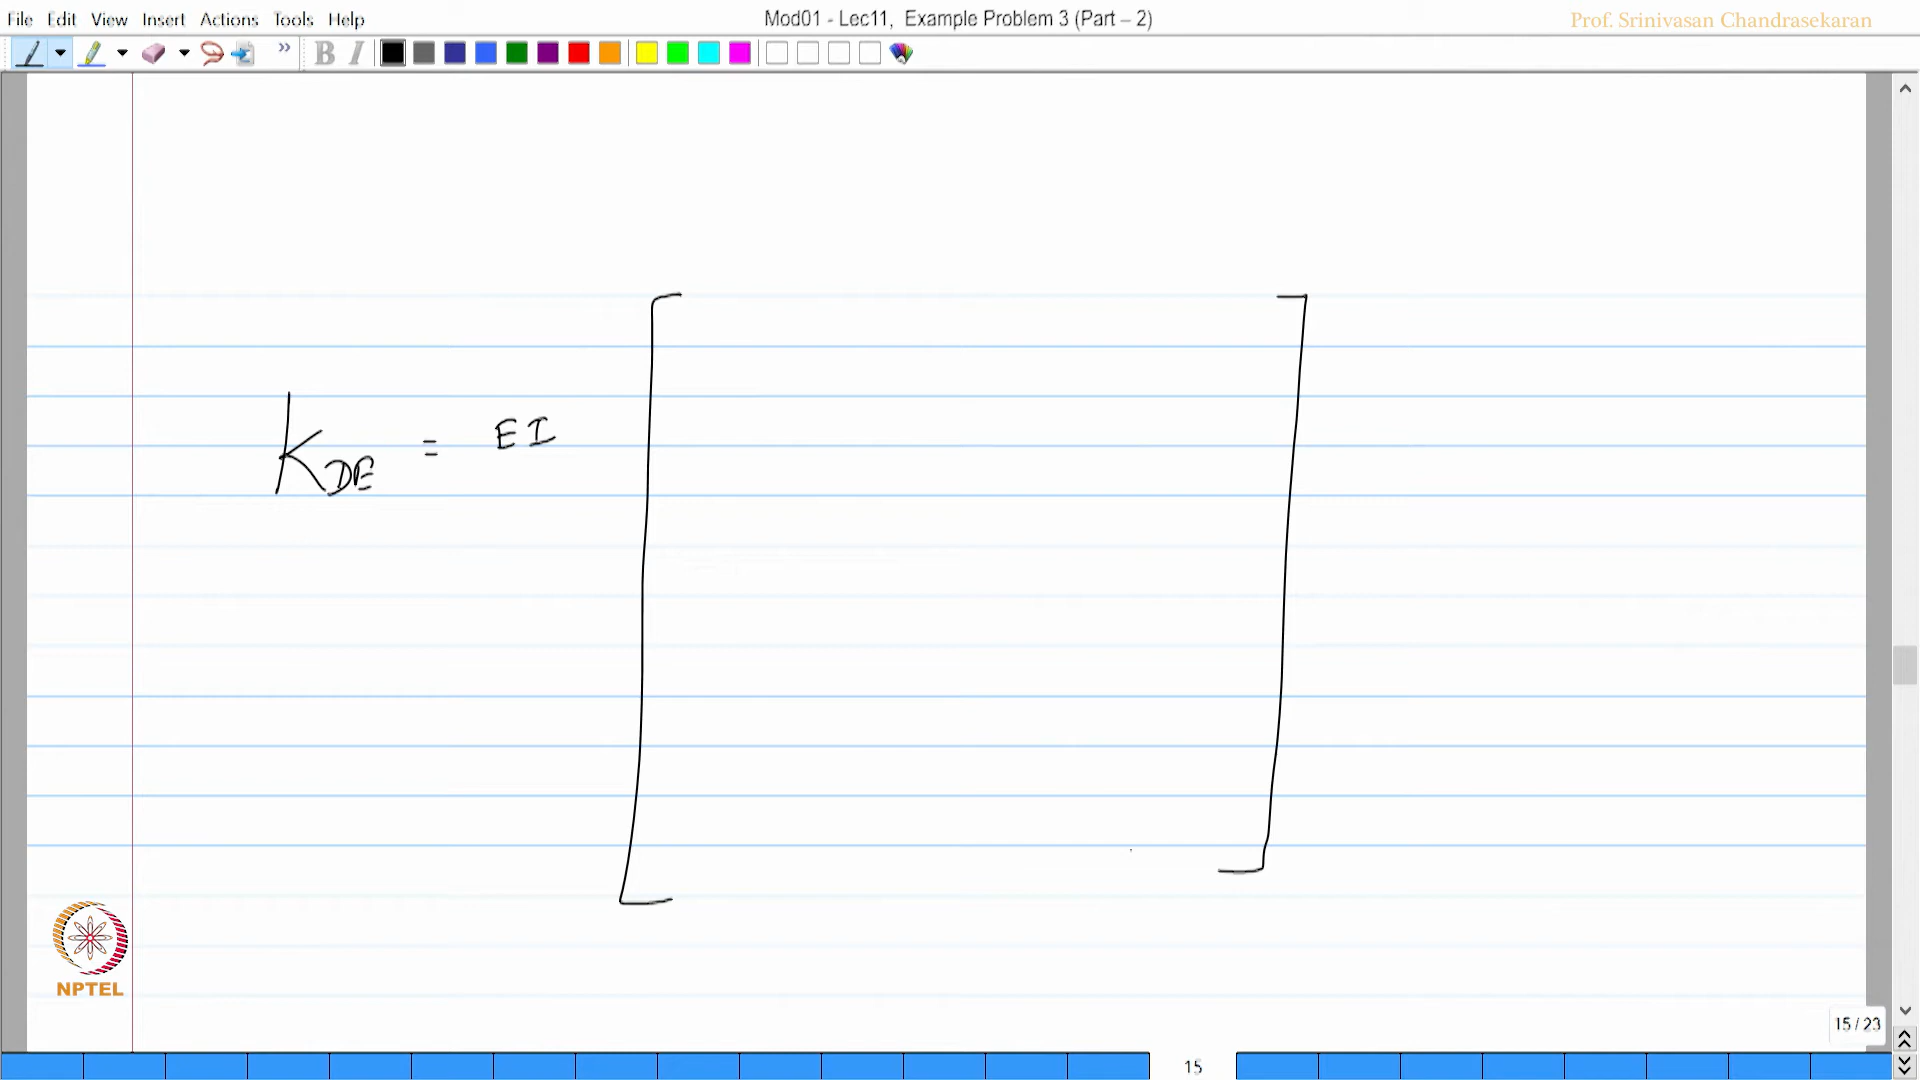 File Edit View Insert Actions Tools Help
Mod01 - Lec11, Example Problem 3 (Part – 2)
Prof. Srinivasan Chandrasekaran
B I
K_DE = EI
NPTEL
15 / 23
15